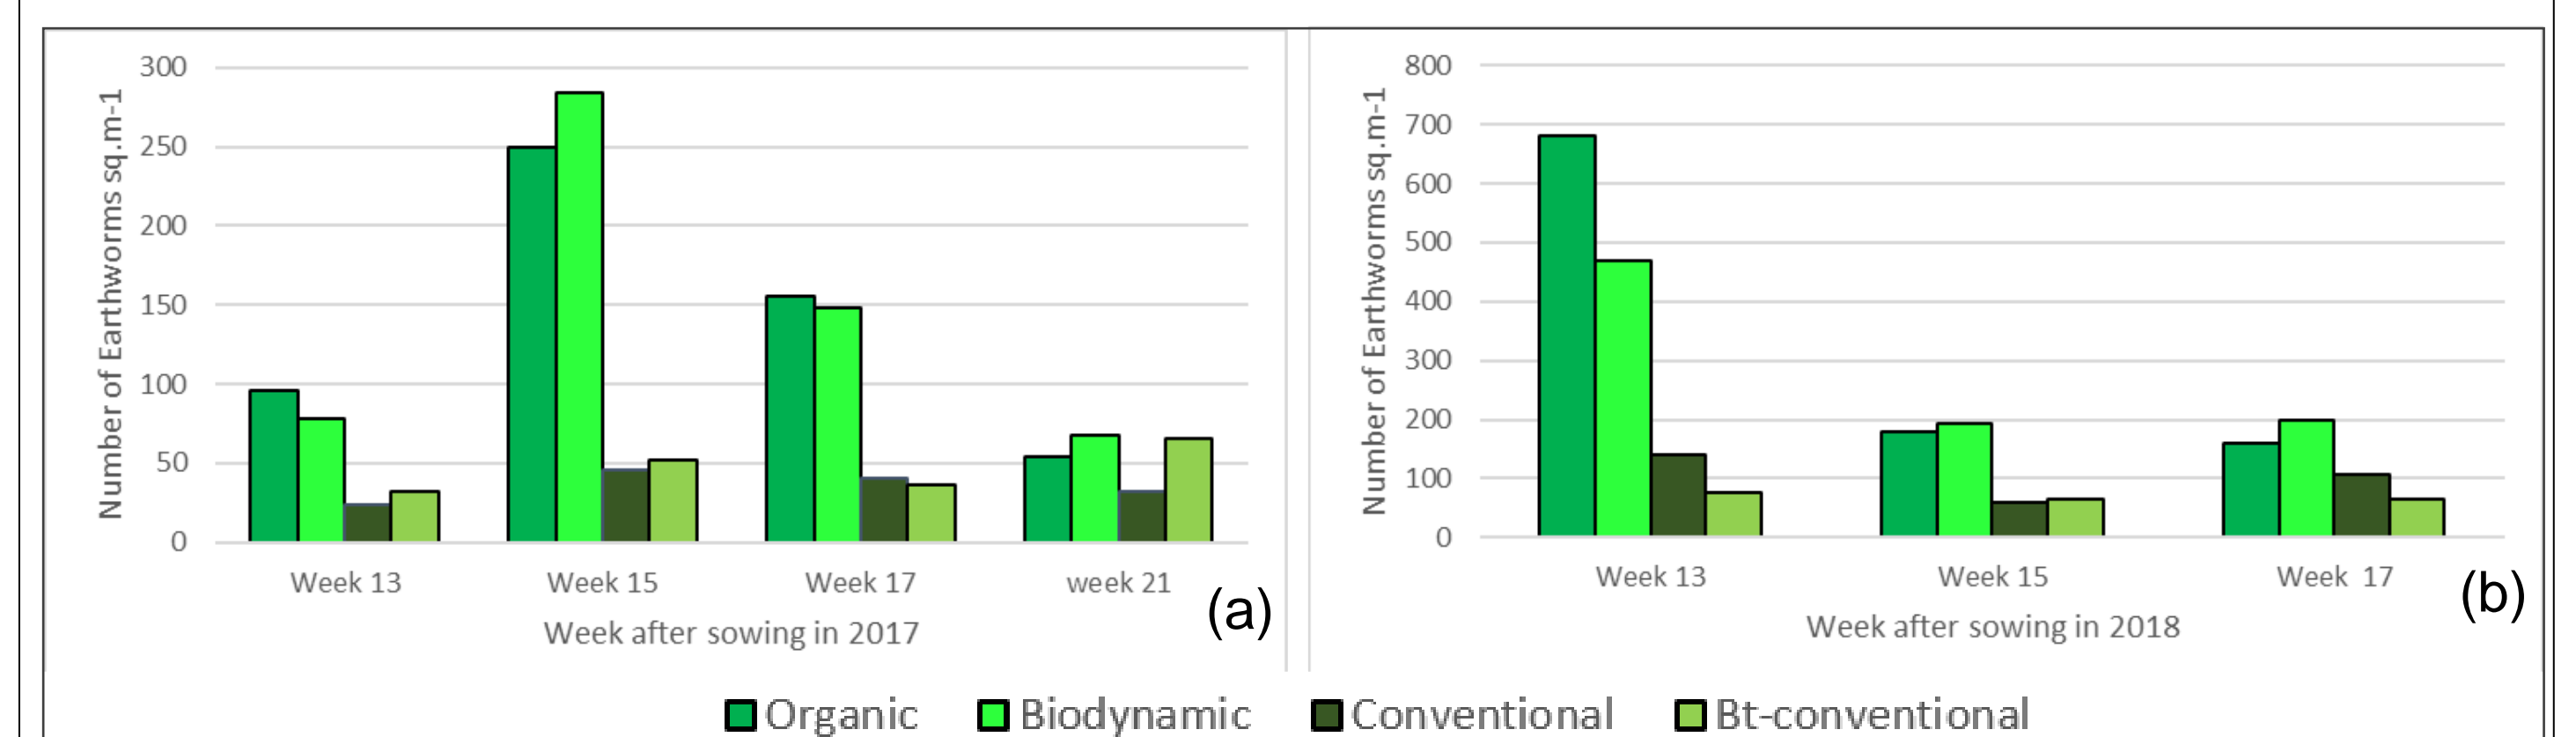 Number of Earthworms sq.m-1
300
250
200
150
100
50
0
Week 13 Week 15 Week 17 week 21
Week after sowing in 2017
(a)
Number of Earthworms sq.m-1
800
700
600
500
400
300
200
100
0
Week 13 Week 15 Week 17
Week after sowing in 2018
(b)
Organic Biodynamic Conventional Bt-conventional